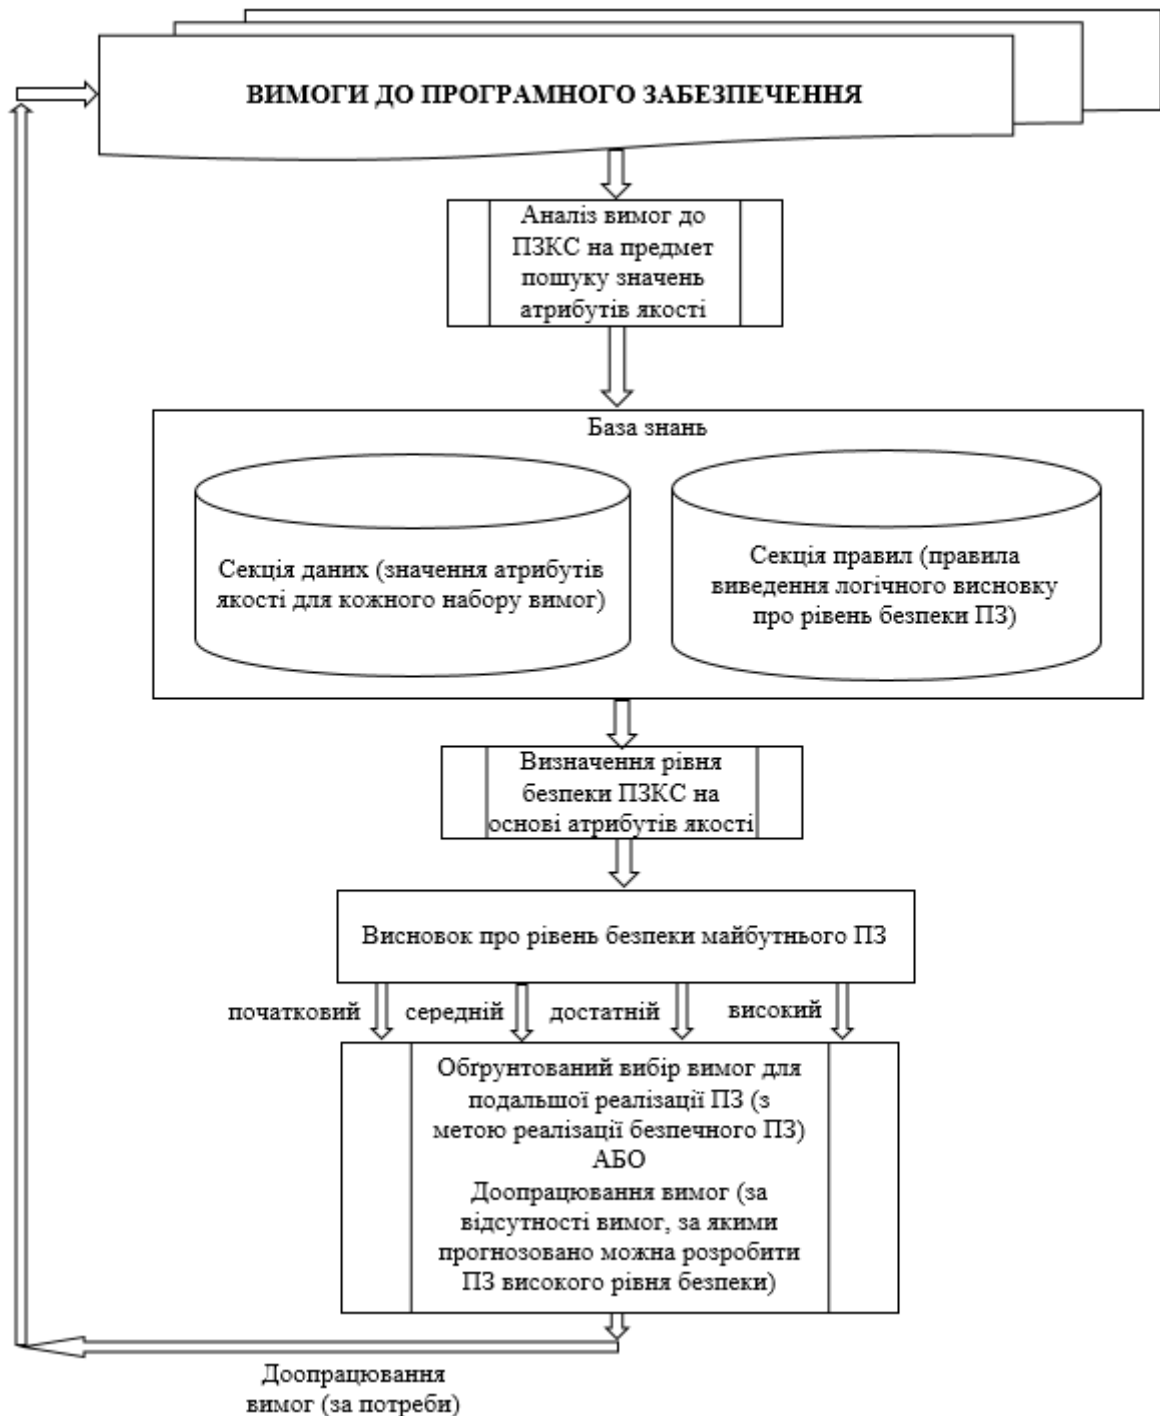 ВИМОГИ ДО ПРОГРАМНОГО ЗАБЕЗПЕЧЕННЯ
Аналіз вимог до
ПЗКС на предмет
пошуку значень
атрибутів якості
База знань
Секція даних (значення атрибутів
якості для кожного набору вимог)
Секція правил (правила
виведення логічного висновку
про рівень безпеки ПЗ)
Визначення рівня
безпеки ПЗКС на
основі атрибутів якості
Висновок про рівень безпеки майбутнього ПЗ
початковий середній достатній високий
Обґрунтований вибір вимог для
подальшої реалізації ПЗ (з
метою реалізації безпечного ПЗ)
АБО
Доопрацювання вимог (за
відсутності вимог, за якими
прогнозовано можна розробити
ПЗ високого рівня безпеки)
Доопрацювання
вимог (за потреби)